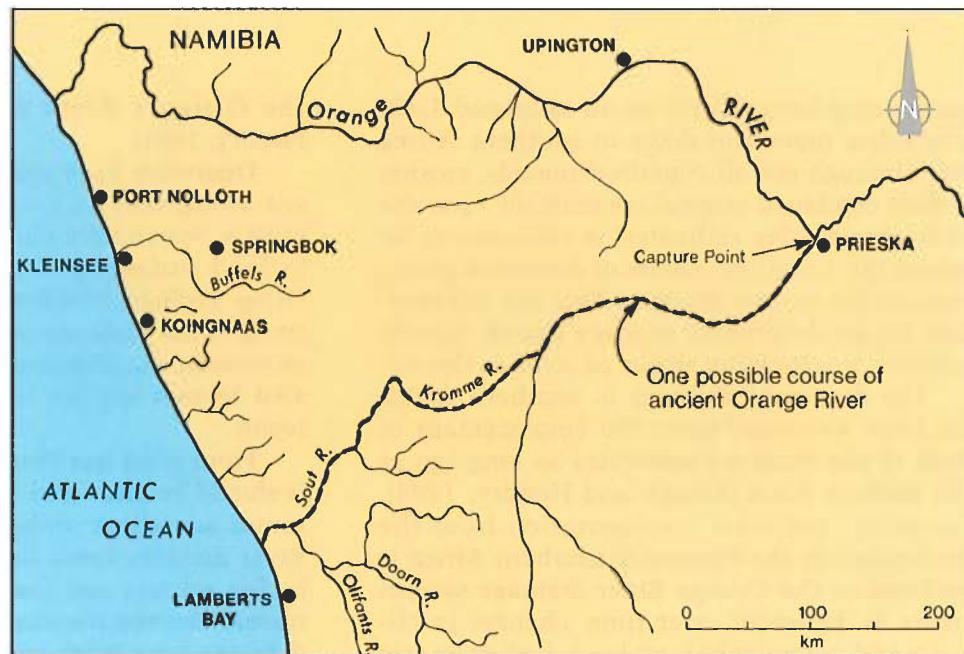 NAMIBIA
UPINGTON
N
Orange
RIVER
PORT NOLLOTH
SPRINGBOK
KLEINSEE
Buffels R.
Capture Point
PRIESKA
KOINGNAAS
One possible course of
ancient Orange River
Kromme R.
Sout R.
ATLANTIC
OCEAN
Doorn R.
Olifants R.
LAMBERTS
BAY
0 100 200
km